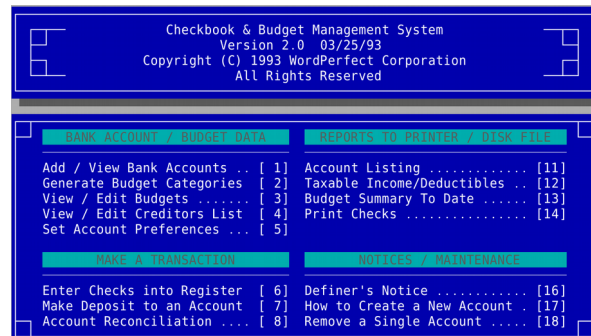 Checkbook & Budget Management System
Version 2.0  03/25/93
Copyright (C) 1993 WordPerfect Corporation
All Rights Reserved
BANK ACCOUNT / BUDGET DATA
Add / View Bank Accounts .. [ 1]
Generate Budget Categories  [ 2]
View / Edit Budgets ....... [ 3]
View / Edit Creditors List  [ 4]
Set Account Preferences ... [ 5]
REPORTS TO PRINTER / DISK FILE
Account Listing ............ [11]
Taxable Income/Deductibles .. [12]
Budget Summary To Date ...... [13]
Print Checks ................ [14]
MAKE A TRANSACTION
Enter Checks into Register  [ 6]
Make Deposit to an Account  [ 7]
Account Reconciliation .... [ 8]
NOTICES / MAINTENANCE
Definer's Notice ............ [16]
How to Create a New Account . [17]
Remove a Single Account ..... [18]